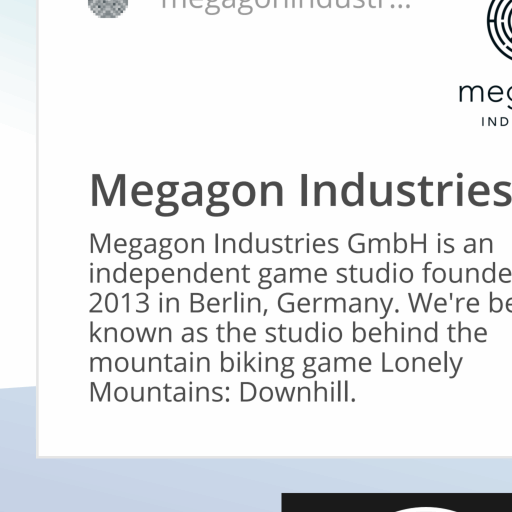 megagonindustr...
meg
IND
Megagon Industries
Megagon Industries GmbH is an
independent game studio founde
2013 in Berlin, Germany. We're be
known as the studio behind the
mountain biking game Lonely
Mountains: Downhill.